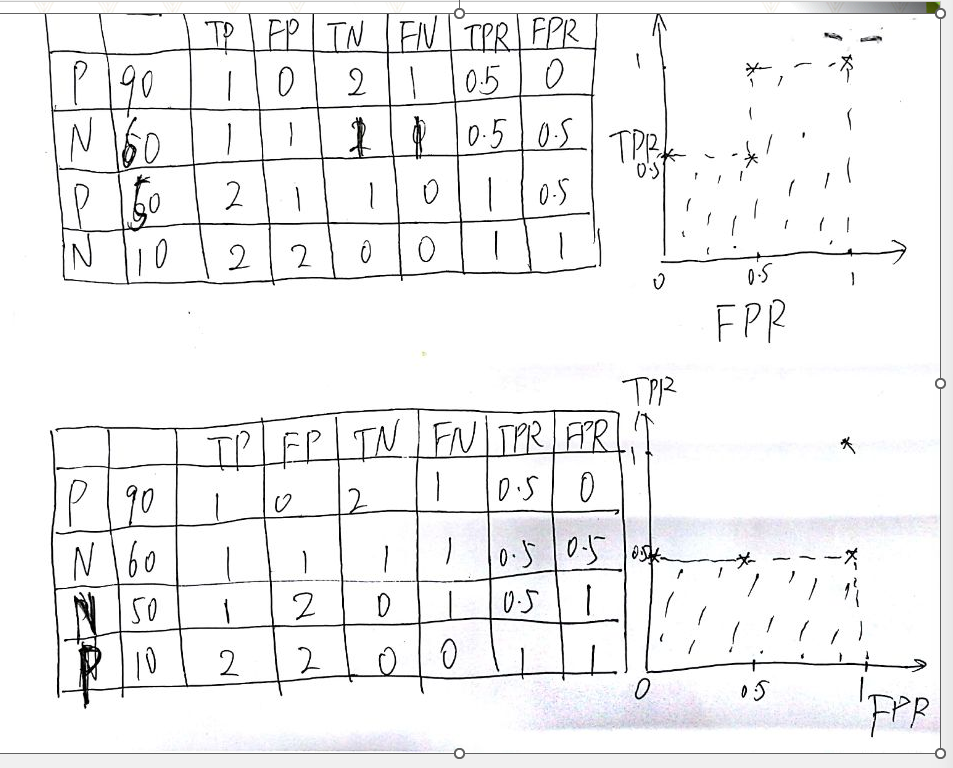 TP FP TN FN TPR FPR
P 90 1 0 2 1 0.5 0
N 60 1 1 1 1 0.5 0.5
P 50 2 1 1 0 1 0.5
N 10 2 2 0 0 1 1
1
TPR
0.5
0 0.5 1
FPR
TPR
TP FP TN FN TPR FPR
1
P 90 1 0 2 1 0.5 0
N 60 1 1 1 1 0.5 0.5
0.5
N 50 1 2 0 1 0.5 1
P 10 2 2 0 0 1 1
0 0.5 1
FPR